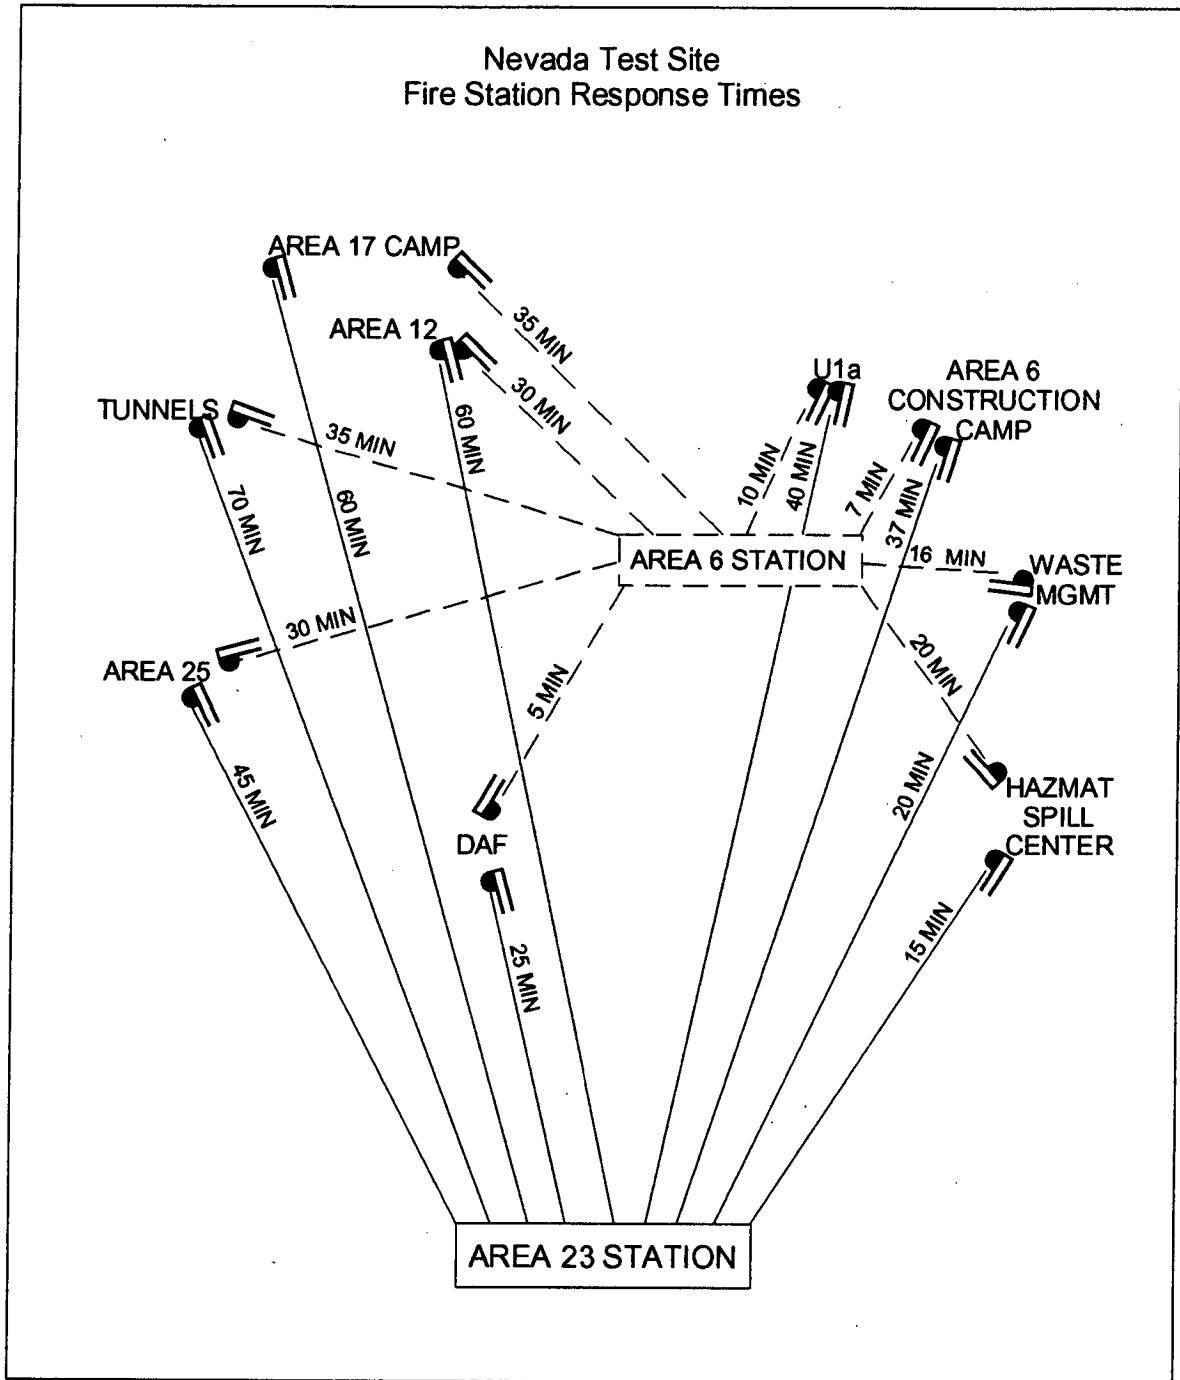 Nevada Test Site
Fire Station Response Times
AREA 17 CAMP
35 MIN
AREA 12
30 MIN
60 MIN
U1a
AREA 6
CONSTRUCTION
CAMP
TUNNELS
35 MIN
10 MIN
40 MIN
7 MIN
37 MIN
70 MIN
60 MIN
AREA 6 STATION
16 MIN
WASTE
MGMT
30 MIN
AREA 25
5 MIN
20 MIN
45 MIN
20 MIN
HAZMAT
SPILL
CENTER
DAF
25 MIN
15 MIN
AREA 23 STATION